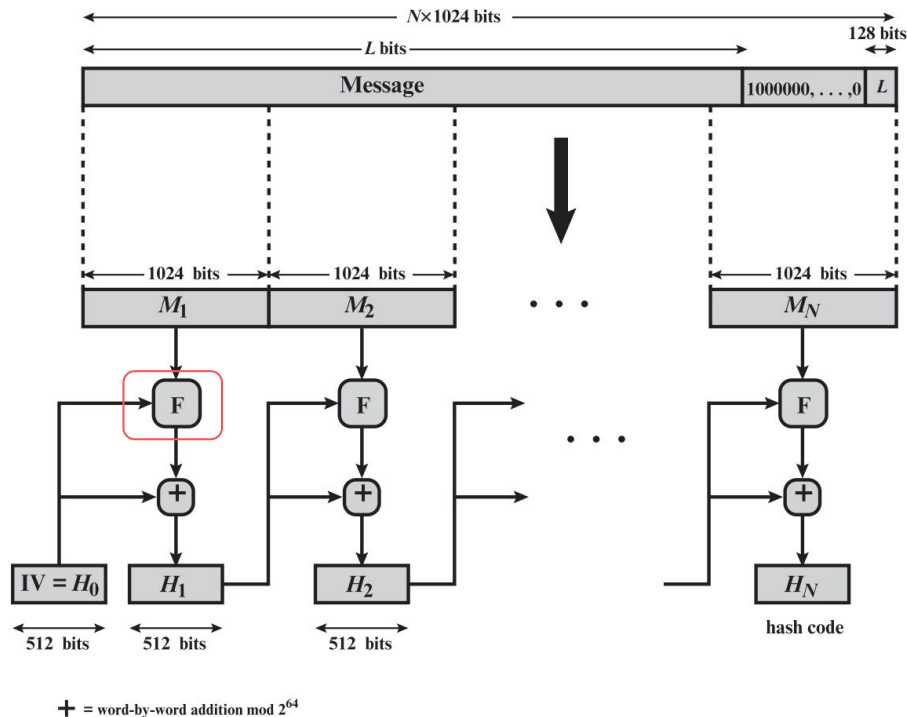 N×1024 bits
L bits
128 bits
Message
1000000, . . . ,0
L
1024 bits
1024 bits
1024 bits
M1
M2
. . .
MN
F
F
F
. . .
+
+
+
IV = H0
H1
H2
HN
512 bits
512 bits
512 bits
hash code
+ = word-by-word addition mod 2^64